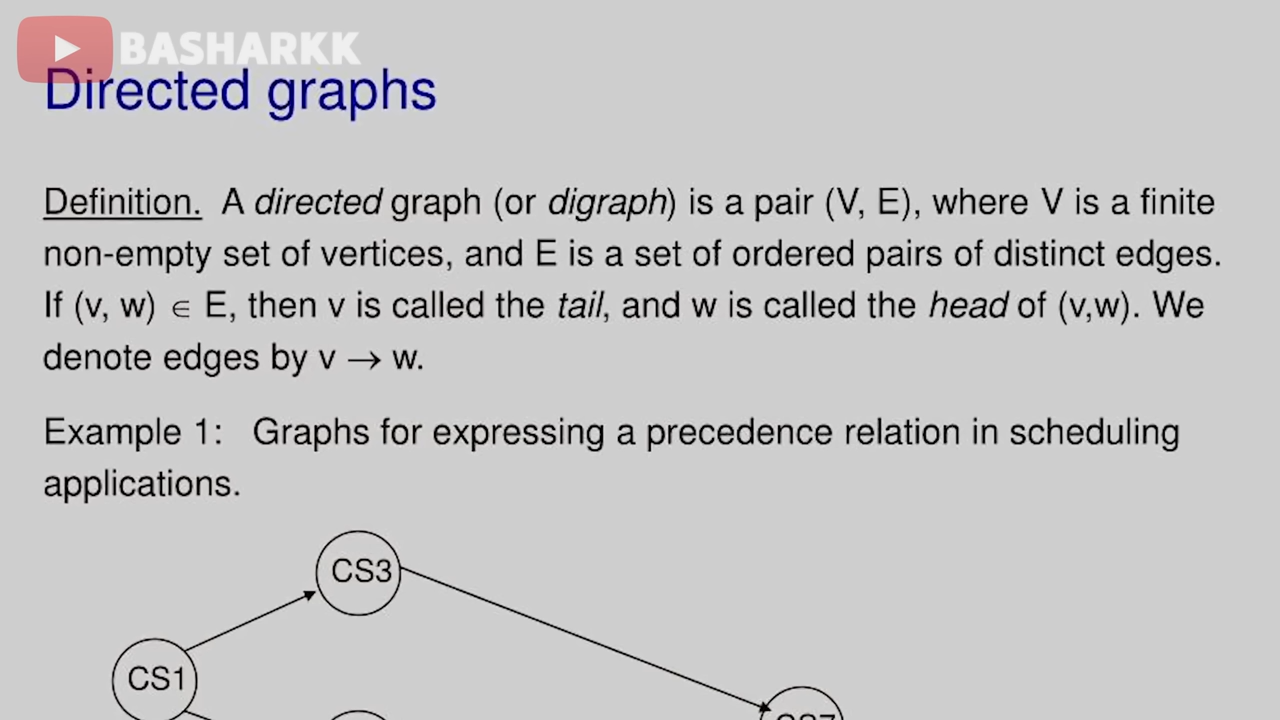 BASHARKK
Directed graphs
Definition. A directed graph (or digraph) is a pair (V, E), where V is a finite
non-empty set of vertices, and E is a set of ordered pairs of distinct edges.
If (v, w) ∈ E, then v is called the tail, and w is called the head of (v,w). We
denote edges by v → w.
Example 1: Graphs for expressing a precedence relation in scheduling
applications.
CS3
CS1
CS7